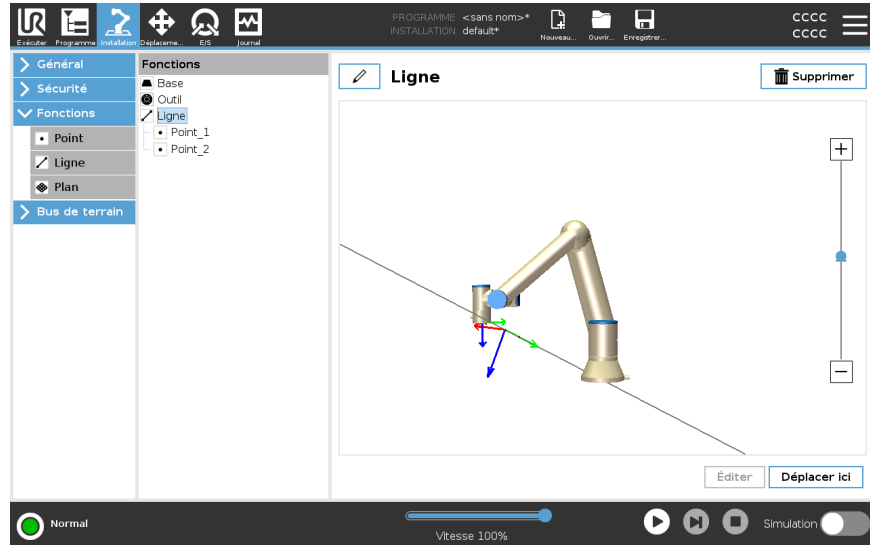 UR
PROGRAMME <sans nom>*
INSTALLATION default*
CCCC
CCCC
Exécuter
Programme
Installation
Déplaceme...
E/S
Journal
Nouveau...
Ouvrir...
Enregistrer...
Général
Sécurité
Fonctions
Point
Ligne
Plan
Bus de terrain
Fonctions
Base
Outil
Ligne
Point_1
Point_2
Ligne
Supprimer
Éditer
Déplacer ici
Normal
Vitesse 100%
Simulation